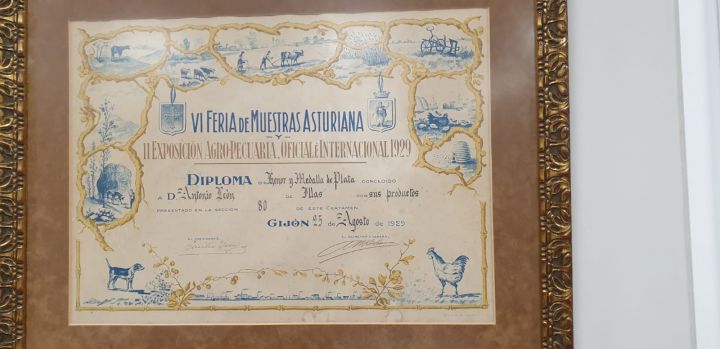 VI FERIA DE MUESTRAS ASTURIANA
Y
II EXPOSICIÓN AGRO-PECUARIA, OFICIAL É INTERNACIONAL 1929
DIPLOMA DE Honor y Medalla de Plata CONCEDIDO
A D. Antonio León DE Illas POR sus productos
PRESENTADO EN LA SECCIÓN 80 DE ESTE CERTAMEN
GIJÓN 25 de Agosto de 1929
EL PRESIDENTE
EL SECRETARIO GENERAL